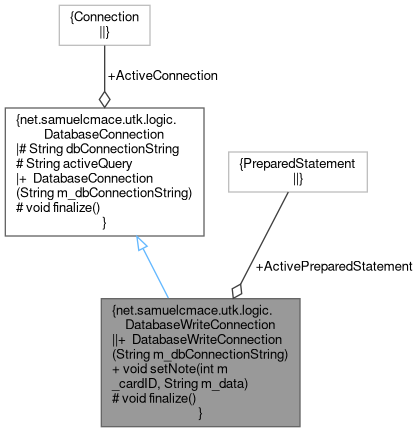 {Connection
||}
+ActiveConnection
{net.samuelcmace.utk.logic.
DatabaseConnection
|# String dbConnectionString
# String activeQuery
|+  DatabaseConnection
(String m_dbConnectionString)
# void finalize()
}
{PreparedStatement
||}
+ActivePreparedStatement
{net.samuelcmace.utk.logic.
DatabaseWriteConnection
||+  DatabaseWriteConnection
(String m_dbConnectionString)
+ void setNote(int m
_cardID, String m_data)
# void finalize()
}